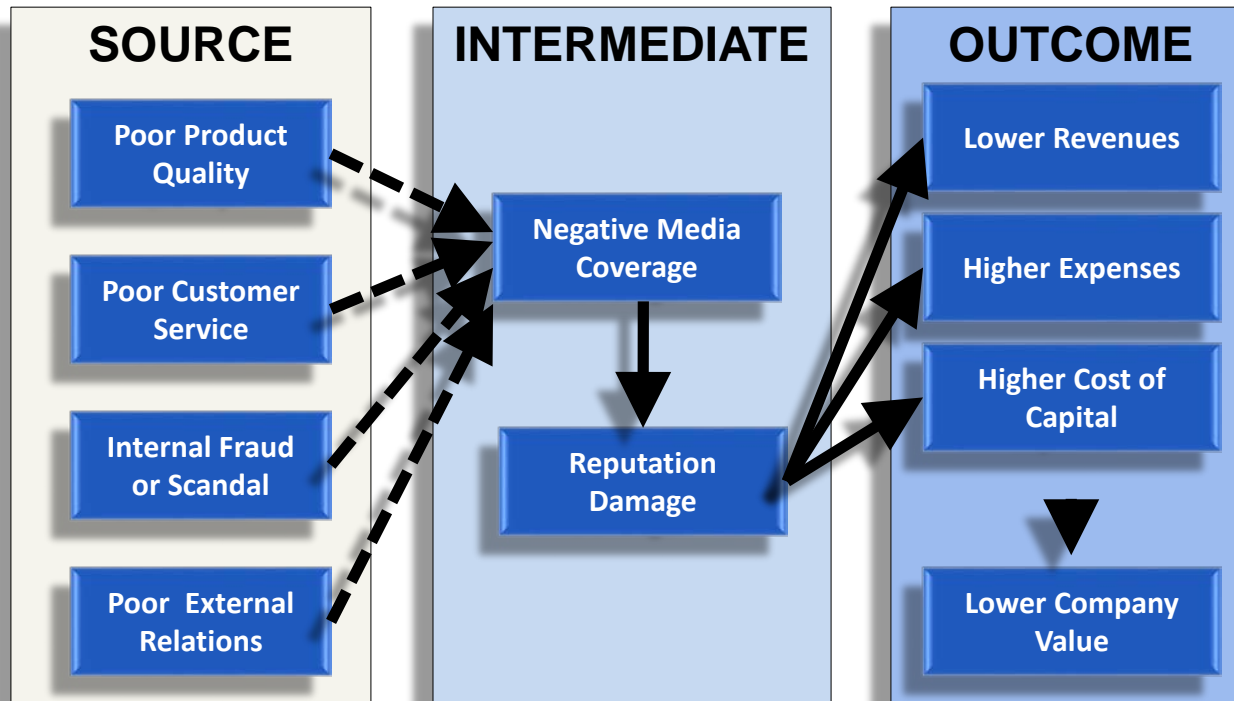 SOURCE
Poor Product
Quality
Poor Customer
Service
Internal Fraud
or Scandal
Poor External
Relations
INTERMEDIATE
Negative Media
Coverage
Reputation
Damage
OUTCOME
Lower Revenues
Higher Expenses
Higher Cost of
Capital
Lower Company
Value